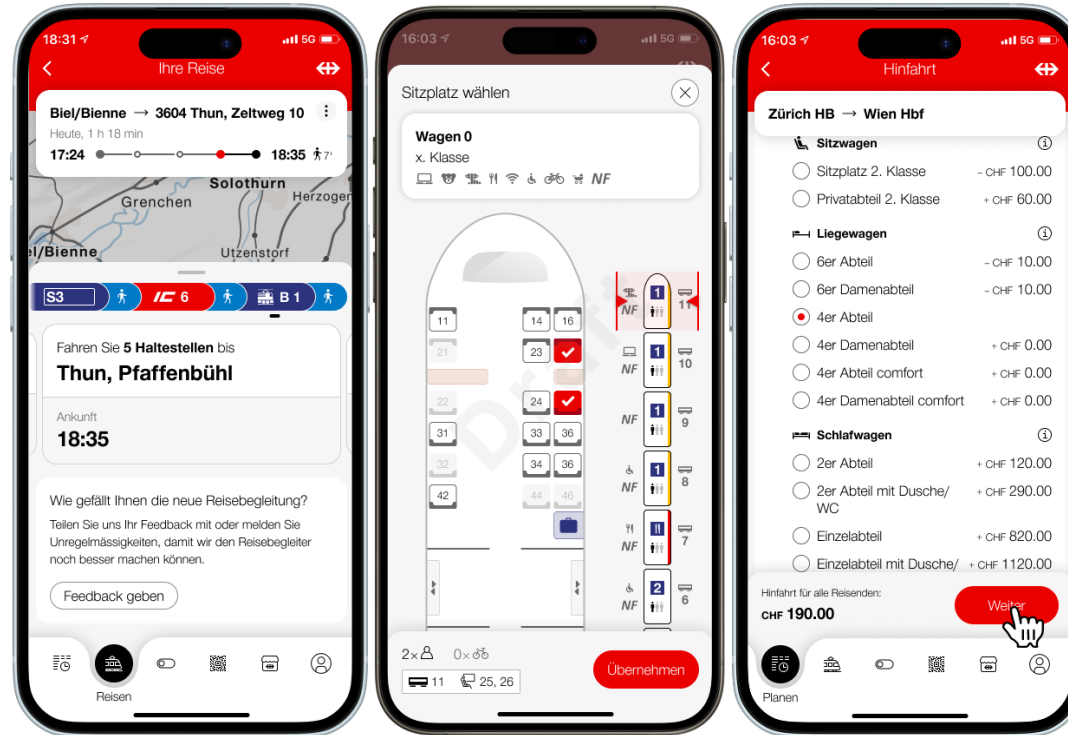 18:31
5G
Ihre Reise
Biel/Bienne → 3604 Thun, Zeltweg 10
Heute, 1 h 18 min
17:24
18:35
7'
Solothurn
Grenchen
Herzogen
el/Bienne
Utzenstorf
S3
IC 6
B 1
Fahren Sie 5 Haltestellen bis
Thun, Pfaffenbühl
Ankunft
18:35
Wie gefällt Ihnen die neue Reisebegleitung?
Teilen Sie uns Ihr Feedback mit oder melden Sie
Unregelmässigkeiten, damit wir den Reisebegleiter
noch besser machen können.
Feedback geben
Reisen
16:03
5G
Sitzplatz wählen
Wagen 0
x. Klasse
NF
11 14 16
21 23
22 24
31 33 36
32 34 36
42 44 46
Draft
NF 1 11
NF 1 10
NF 1 9
NF 1 8
NF 7
NF 2 6
2× 0×
11 25, 26
Übernehmen
16:03
5G
Hinfahrt
Zürich HB → Wien Hbf
Sitzwagen
Sitzplatz 2. Klasse – CHF 100.00
Privatabteil 2. Klasse + CHF 60.00
Liegewagen
6er Abteil – CHF 10.00
6er Damenabteil – CHF 10.00
4er Abteil
4er Damenabteil + CHF 0.00
4er Abteil comfort + CHF 0.00
4er Damenabteil comfort + CHF 0.00
Schlafwagen
2er Abteil + CHF 120.00
2er Abteil mit Dusche/ + CHF 290.00
WC
Einzelabteil + CHF 820.00
Einzelabteil mit Dusche/ + CHF 1120.00
Hinfahrt für alle Reisenden:
CHF 190.00
Weiter
Planen